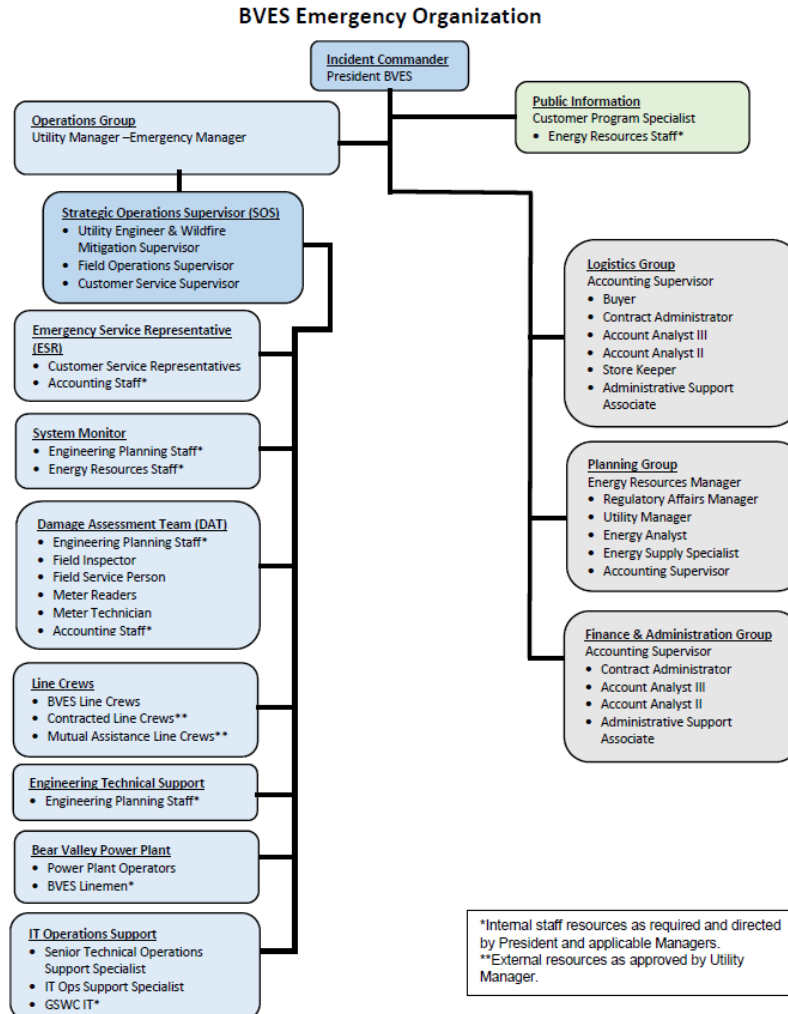 BVES Emergency Organization
Incident Commander
President BVES
Operations Group
Utility Manager –Emergency Manager
Public Information
Customer Program Specialist
• Energy Resources Staff*
Strategic Operations Supervisor (SOS)
• Utility Engineer & Wildfire
Mitigation Supervisor
• Field Operations Supervisor
• Customer Service Supervisor
Emergency Service Representative
(ESR)
• Customer Service Representatives
• Accounting Staff*
System Monitor
• Engineering Planning Staff*
• Energy Resources Staff*
Damage Assessment Team (DAT)
• Engineering Planning Staff*
• Field Inspector
• Field Service Person
• Meter Readers
• Meter Technician
• Accounting Staff*
Line Crews
• BVES Line Crews
• Contracted Line Crews**
• Mutual Assistance Line Crews**
Engineering Technical Support
• Engineering Planning Staff*
Bear Valley Power Plant
• Power Plant Operators
• BVES Linemen*
IT Operations Support
• Senior Technical Operations
Support Specialist
• IT Ops Support Specialist
• GSWC IT*
Logistics Group
Accounting Supervisor
• Buyer
• Contract Administrator
• Account Analyst III
• Account Analyst II
• Store Keeper
• Administrative Support
Associate
Planning Group
Energy Resources Manager
• Regulatory Affairs Manager
• Utility Manager
• Energy Analyst
• Energy Supply Specialist
• Accounting Supervisor
Finance & Administration Group
Accounting Supervisor
• Contract Administrator
• Account Analyst III
• Account Analyst II
• Administrative Support
Associate
*Internal staff resources as required and directed
by President and applicable Managers.
**External resources as approved by Utility
Manager.